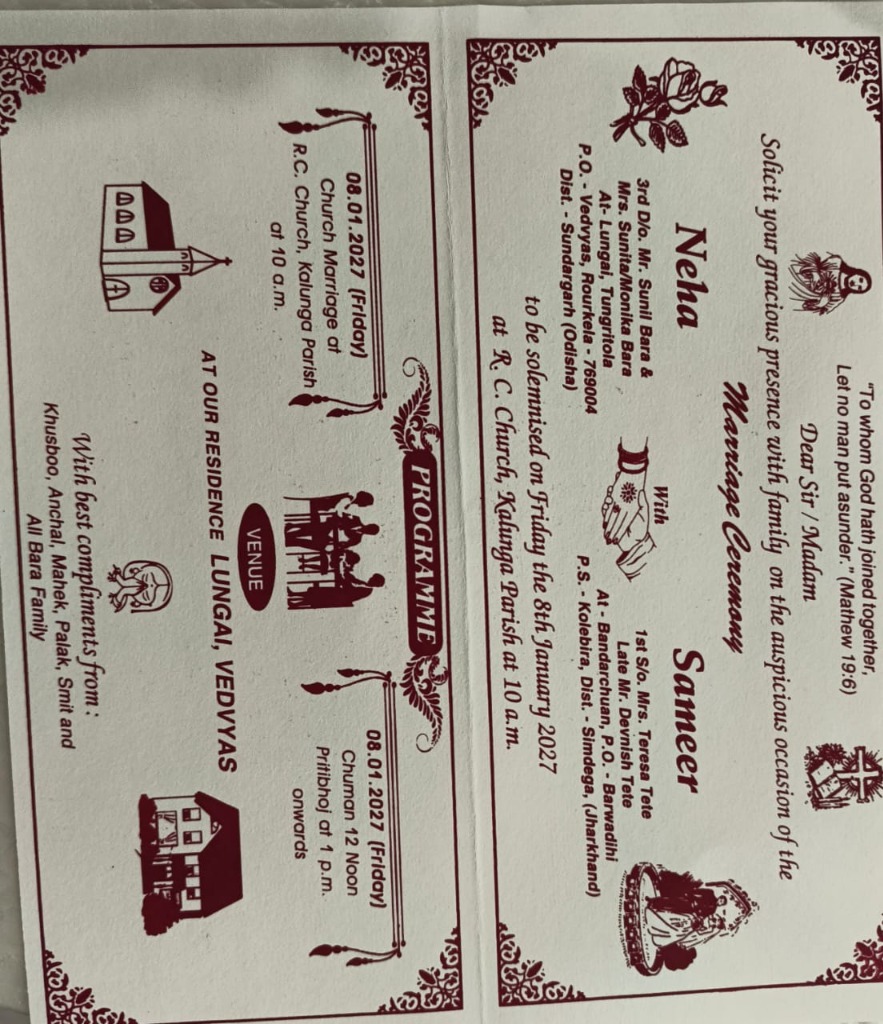 "To whom God hath joined together,
Let no man put asunder." (Mathew 19:6)
Dear Sir / Madam
Solicit your gracious presence with family on the auspicious occasion of the
Marriage Ceremony
Neha
3rd D/o. Mr. Sunil Bara &
Mrs. Sunita/Monika Bara
At- Lungai, Tungritola
P.O. - Vedvyas, Rourkela - 769004
Dist. - Sundargarh (Odisha)
With
Sameer
1st S/o. Mrs. Teresa Tete
Late Mr. Devnish Tete
At - Bandarchuan, P.O. - Barwadihi
P.S. - Kolebira, Dist. - Simdega, (Jharkhand)
to be solemnised on Friday the 8th January 2027
at R. C. Church, Kalunga Parish at 10 a.m.
PROGRAMME
08.01.2027 (Friday)
Church Marriage at
R.C. Church, Kalunga Parish
at 10 a.m.
08.01.2027 (Friday)
Chuman 12 Noon
Pritibhoj at 1 p.m.
onwards
VENUE
AT OUR RESIDENCE LUNGAI, VEDVYAS
With best compliments from :
Khusboo, Anchal, Mahek, Palak, Smit and
All Bara Family